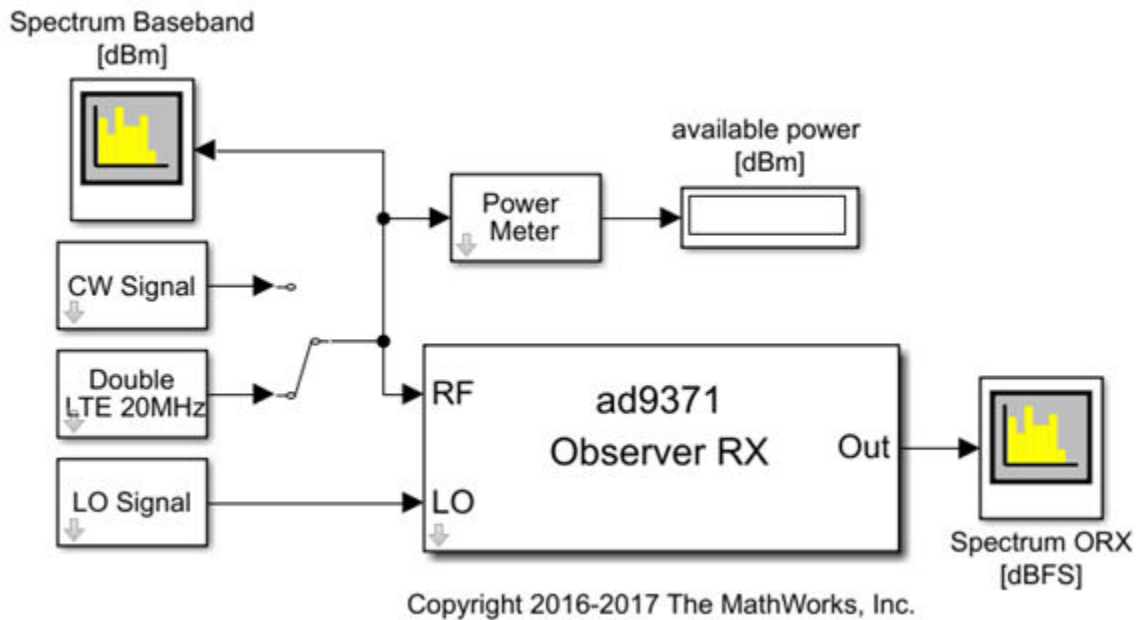 Spectrum Baseband
[dBm]
available power
[dBm]
Power
Meter
CW Signal
Double
LTE 20MHz
LO Signal
RF
LO
ad9371
Observer RX
Out
Spectrum ORX
[dBFS]
Copyright 2016-2017 The MathWorks, Inc.